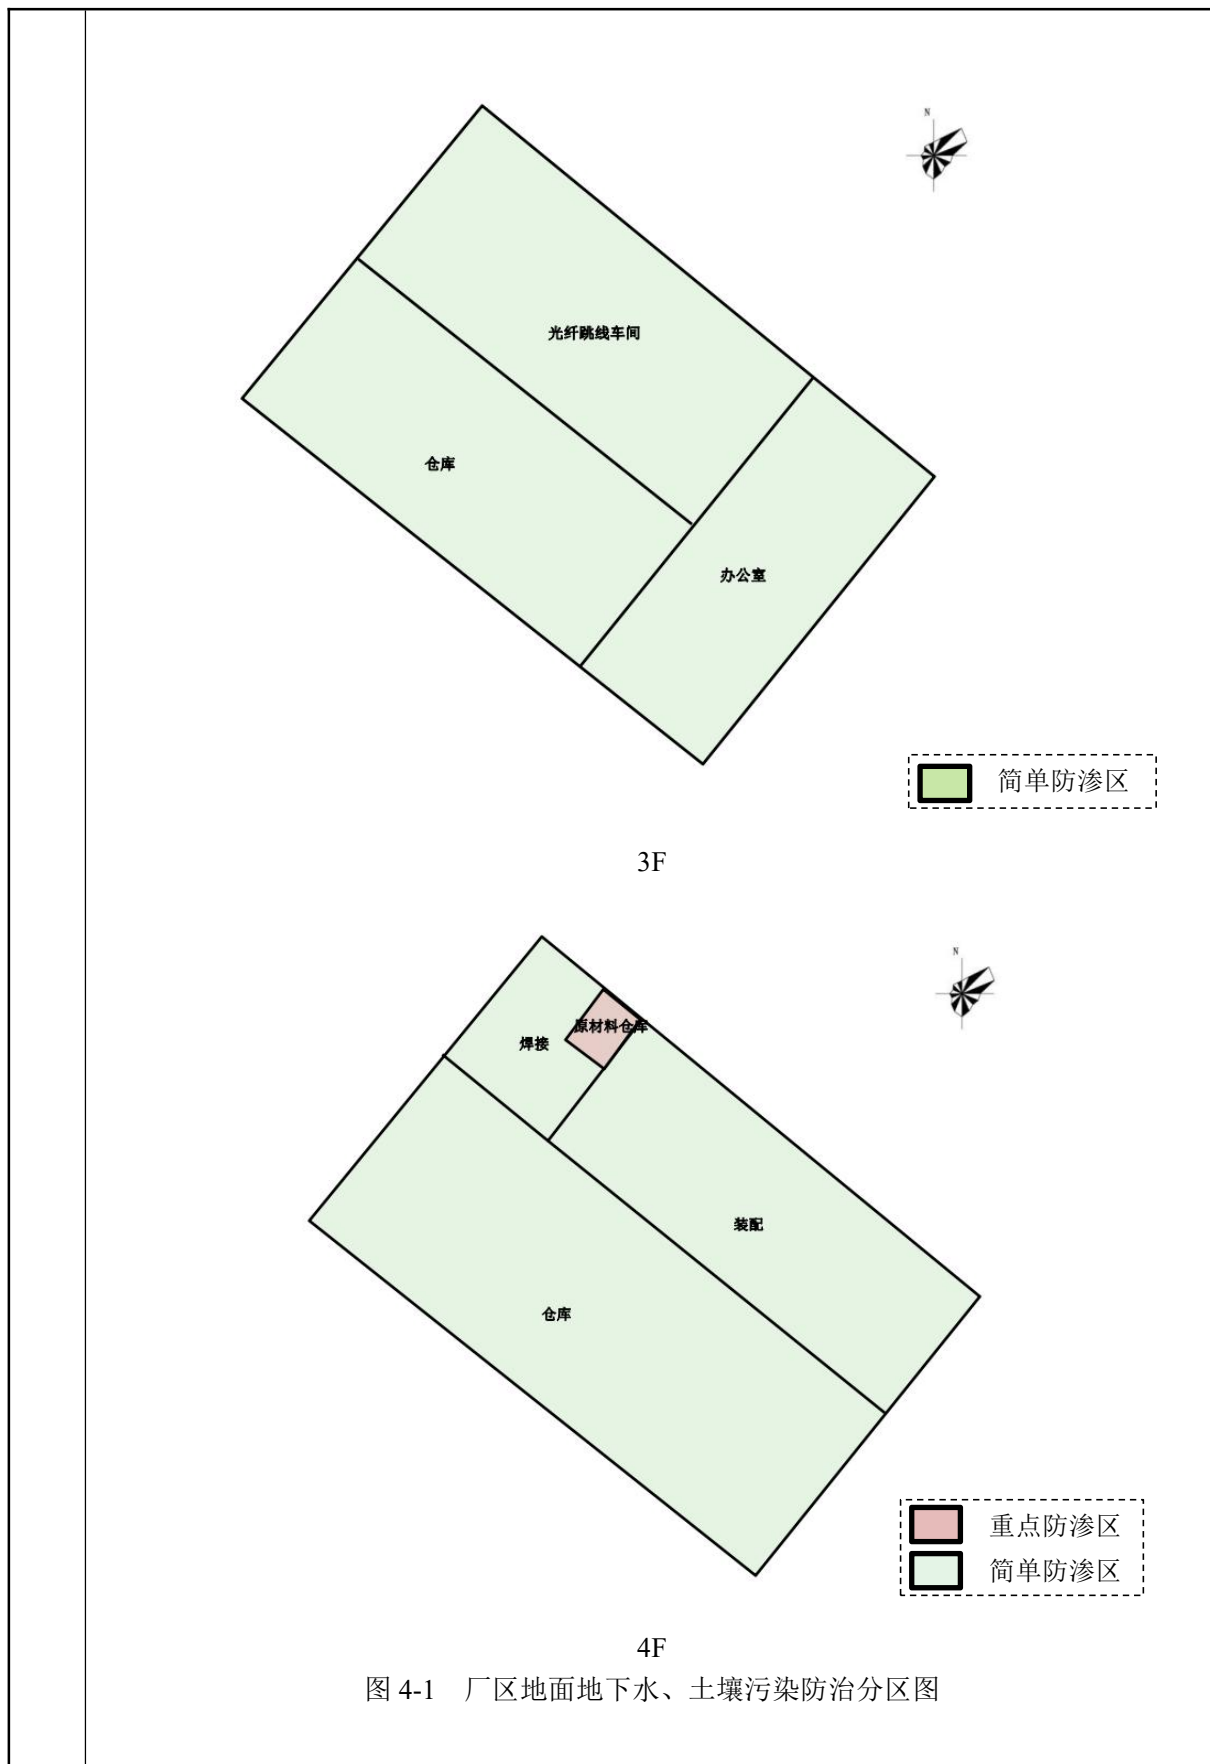 N
光纤跳线车间
仓库
办公室
简单防渗区
3F
N
原材料仓库
焊接
装配
仓库
重点防渗区
简单防渗区
4F
图 4-1 厂区地面地下水、土壤污染防治分区图